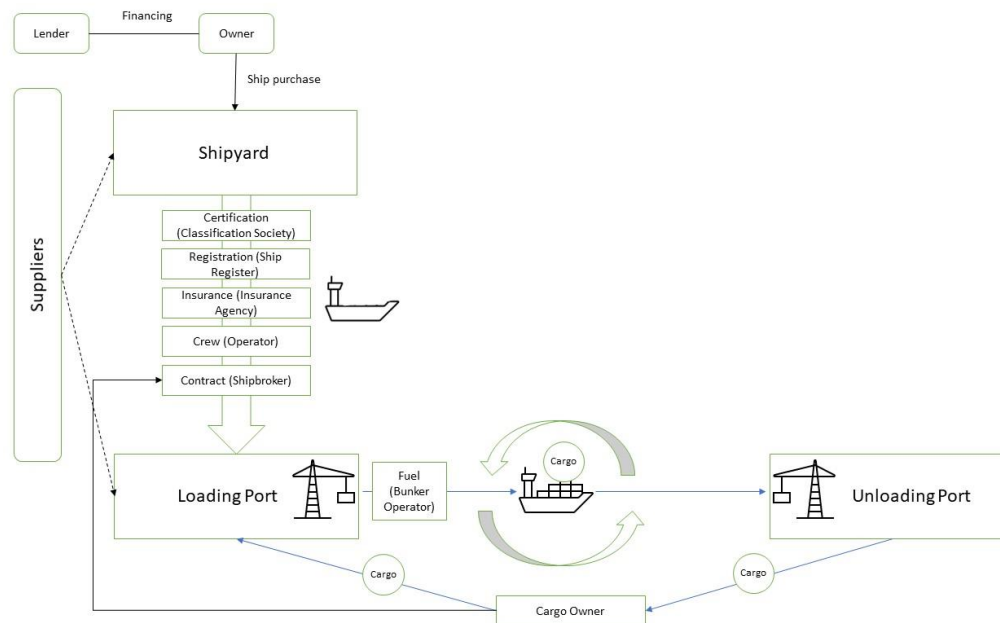 Financing
Lender
Owner
Ship purchase
Suppliers
Shipyard
Certification
(Classification Society)
Registration (Ship
Register)
Insurance (Insurance
Agency)
Crew (Operator)
Contract (Shipbroker)
Loading Port
Fuel
(Bunker
Operator)
Cargo
Unloading Port
Cargo
Cargo
Cargo Owner